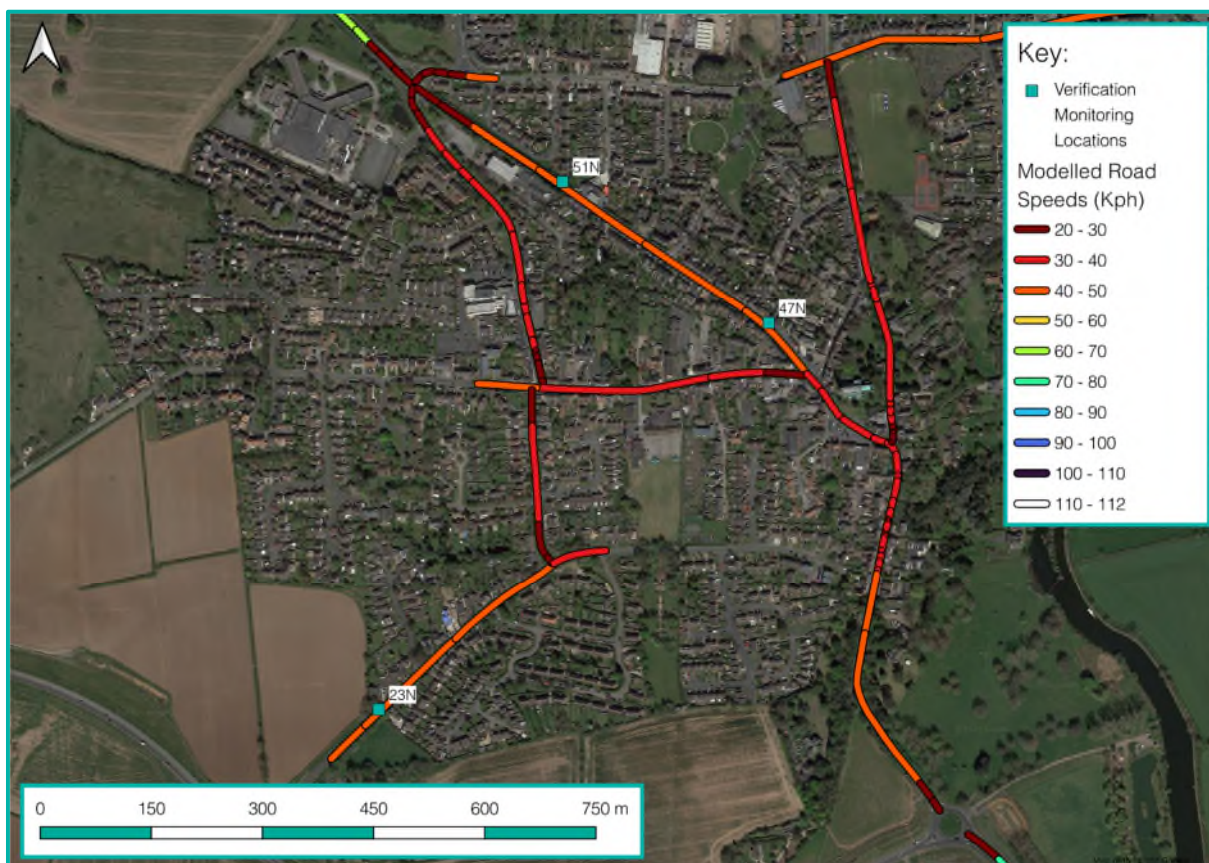 51N
47N
23N
Key:
Verification
Monitoring
Locations
Modelled Road
Speeds (Kph)
20 - 30
30 - 40
40 - 50
50 - 60
60 - 70
70 - 80
80 - 90
90 - 100
100 - 110
110 - 112
0 150 300 450 600 750 m